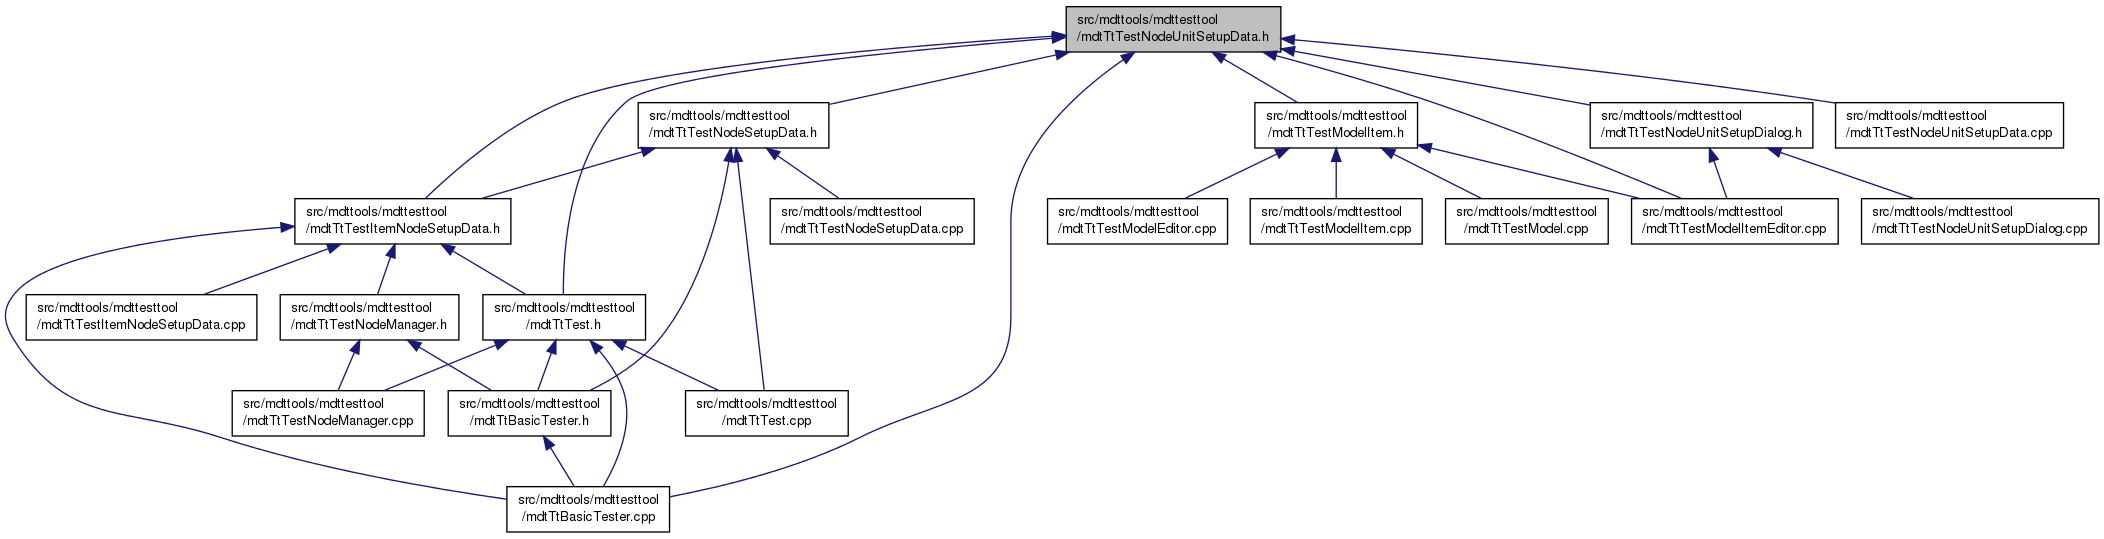 src/mdttools/mdttesttool
/mdtTtTestNodeUnitSetupData.h
src/mdttools/mdttesttool
/mdtTtTestNodeSetupData.h
src/mdttools/mdttesttool
/mdtTtTestModelItem.h
src/mdttools/mdttesttool
/mdtTtTestNodeUnitSetupDialog.h
src/mdttools/mdttesttool
/mdtTtTestNodeUnitSetupData.cpp
src/mdttools/mdttesttool
/mdtTtTestItemNodeSetupData.h
src/mdttools/mdttesttool
/mdtTtTestNodeSetupData.cpp
src/mdttools/mdttesttool
/mdtTtTestModelEditor.cpp
src/mdttools/mdttesttool
/mdtTtTestModelItem.cpp
src/mdttools/mdttesttool
/mdtTtTestModel.cpp
src/mdttools/mdttesttool
/mdtTtTestModelItemEditor.cpp
src/mdttools/mdttesttool
/mdtTtTestNodeUnitSetupDialog.cpp
src/mdttools/mdttesttool
/mdtTtTestItemNodeSetupData.cpp
src/mdttools/mdttesttool
/mdtTtTestNodeManager.h
src/mdttools/mdttesttool
/mdtTtTest.h
src/mdttools/mdttesttool
/mdtTtTestNodeManager.cpp
src/mdttools/mdttesttool
/mdtTtBasicTester.h
src/mdttools/mdttesttool
/mdtTtTest.cpp
src/mdttools/mdttesttool
/mdtTtBasicTester.cpp